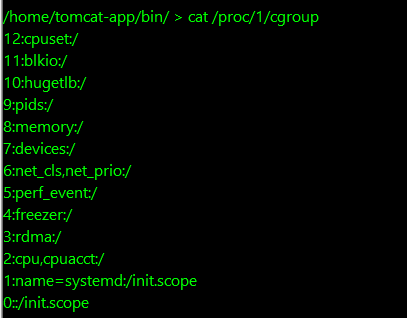 /home/tomcat-app/bin/ > cat /proc/1/cgroup
12:cpuset:/
11:blkio:/
10:hugetlb:/
9:pids:/
8:memory:/
7:devices:/
6:net_cls,net_prio:/
5:perf_event:/
4:freezer:/
3:rdma:/
2:cpu,cpuacct:/
1:name=systemd:/init.scope
0::/init.scope